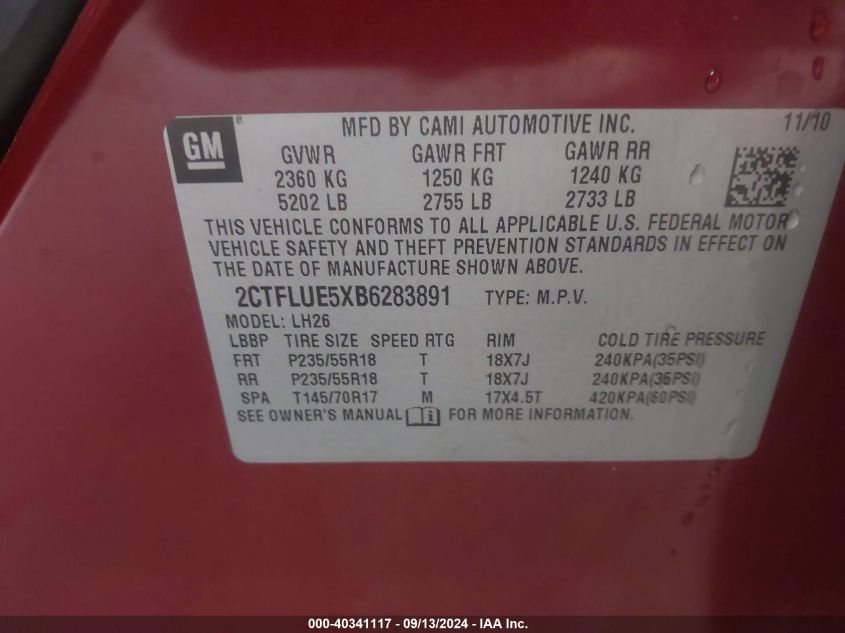 GM
MFD BY CAMI AUTOMOTIVE INC. 11/10
GVWR GAWR FRT GAWR RR
2360 KG 1250 KG 1240 KG
5202 LB 2755 LB 2733 LB
THIS VEHICLE CONFORMS TO ALL APPLICABLE U.S. FEDERAL MOTOR
VEHICLE SAFETY AND THEFT PREVENTION STANDARDS IN EFFECT ON
THE DATE OF MANUFACTURE SHOWN ABOVE.
2CTFLUE5XB6283891 TYPE: M.P.V.
MODEL: LH26
LBBP TIRE SIZE SPEED RTG RIM COLD TIRE PRESSURE
FRT P235/55R18 T 18X7J 240KPA(35PSI)
RR P235/55R18 T 18X7J 240KPA(35PSI)
SPA T145/70R17 M 17X4.5T 420KPA(60PSI)
SEE OWNER'S MANUAL FOR MORE INFORMATION.
000-40341117 - 09/13/2024 - IAA Inc.